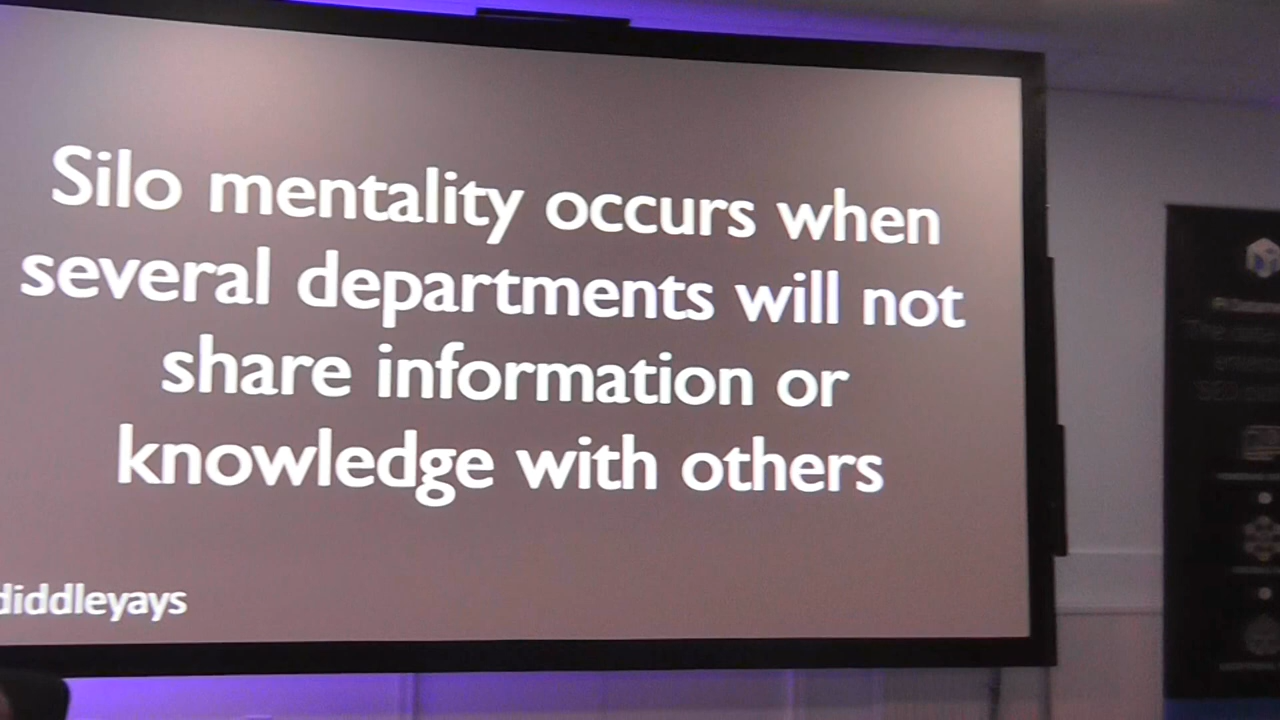 Silo mentality occurs when
several departments will not
share information or
knowledge with others
diddleyays